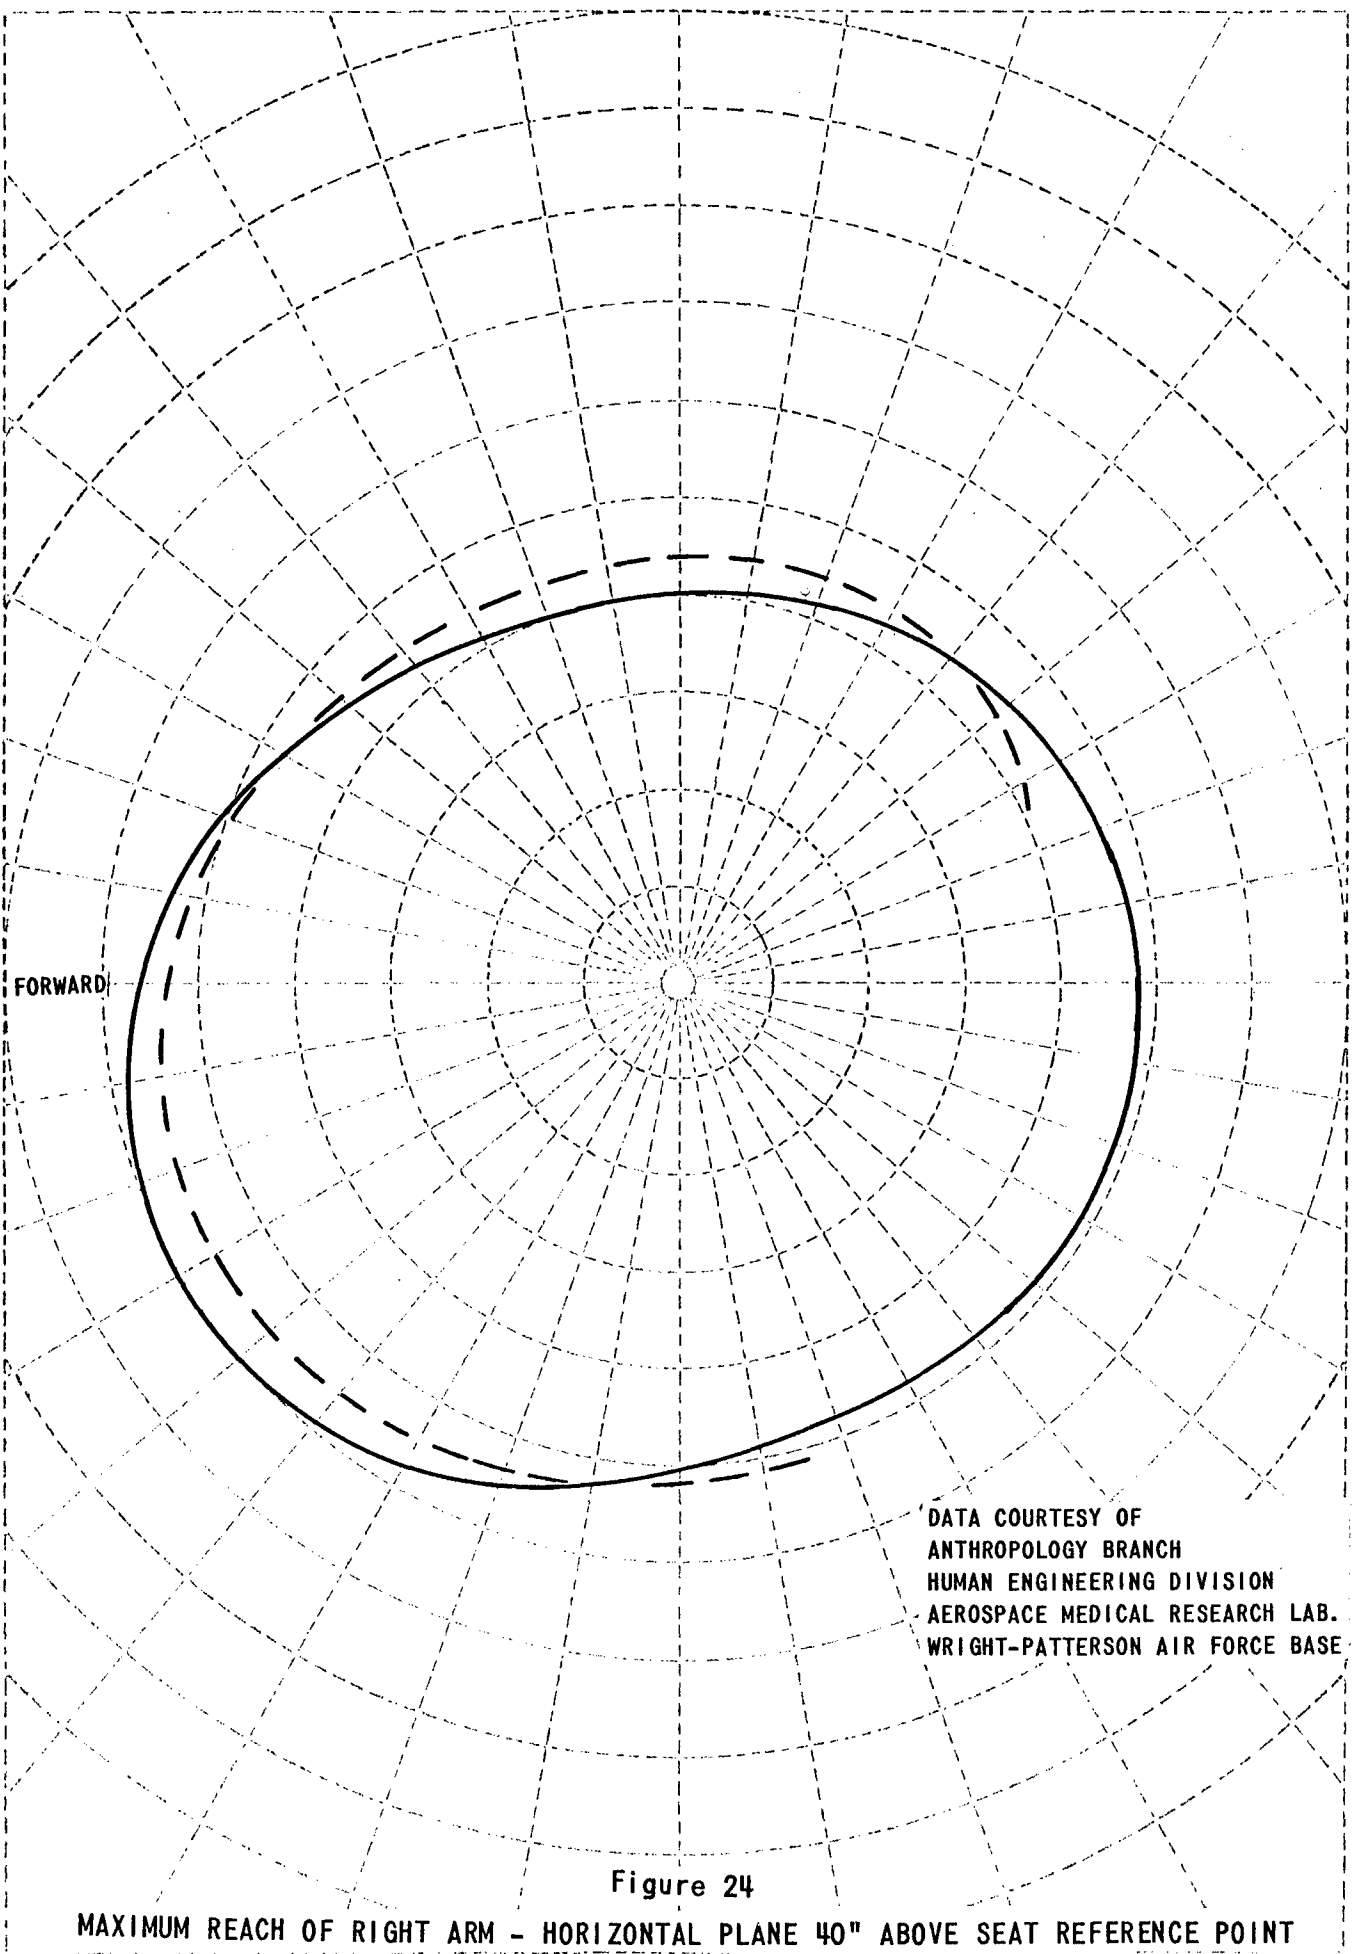 FORWARD
DATA COURTESY OF
ANTHROPOLOGY BRANCH
HUMAN ENGINEERING DIVISION
AEROSPACE MEDICAL RESEARCH LAB.
WRIGHT-PATTERSON AIR FORCE BASE
Figure 24
MAXIMUM REACH OF RIGHT ARM - HORIZONTAL PLANE 40" ABOVE SEAT REFERENCE POINT